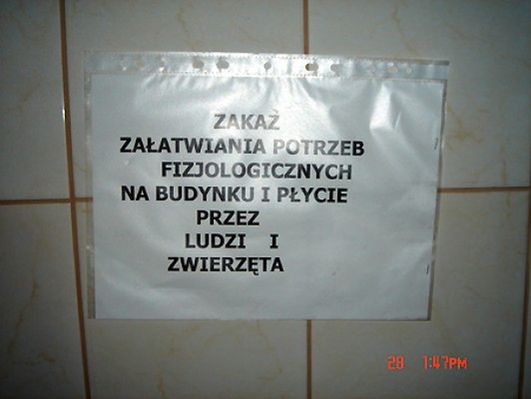 ZAKAZ
ZAŁATWIANIA POTRZEB
FIZJOLOGICZNYCH
NA BUDYNKU I PŁYCIE
PRZEZ
LUDZI I
ZWIERZĘTA
28 1:47PM